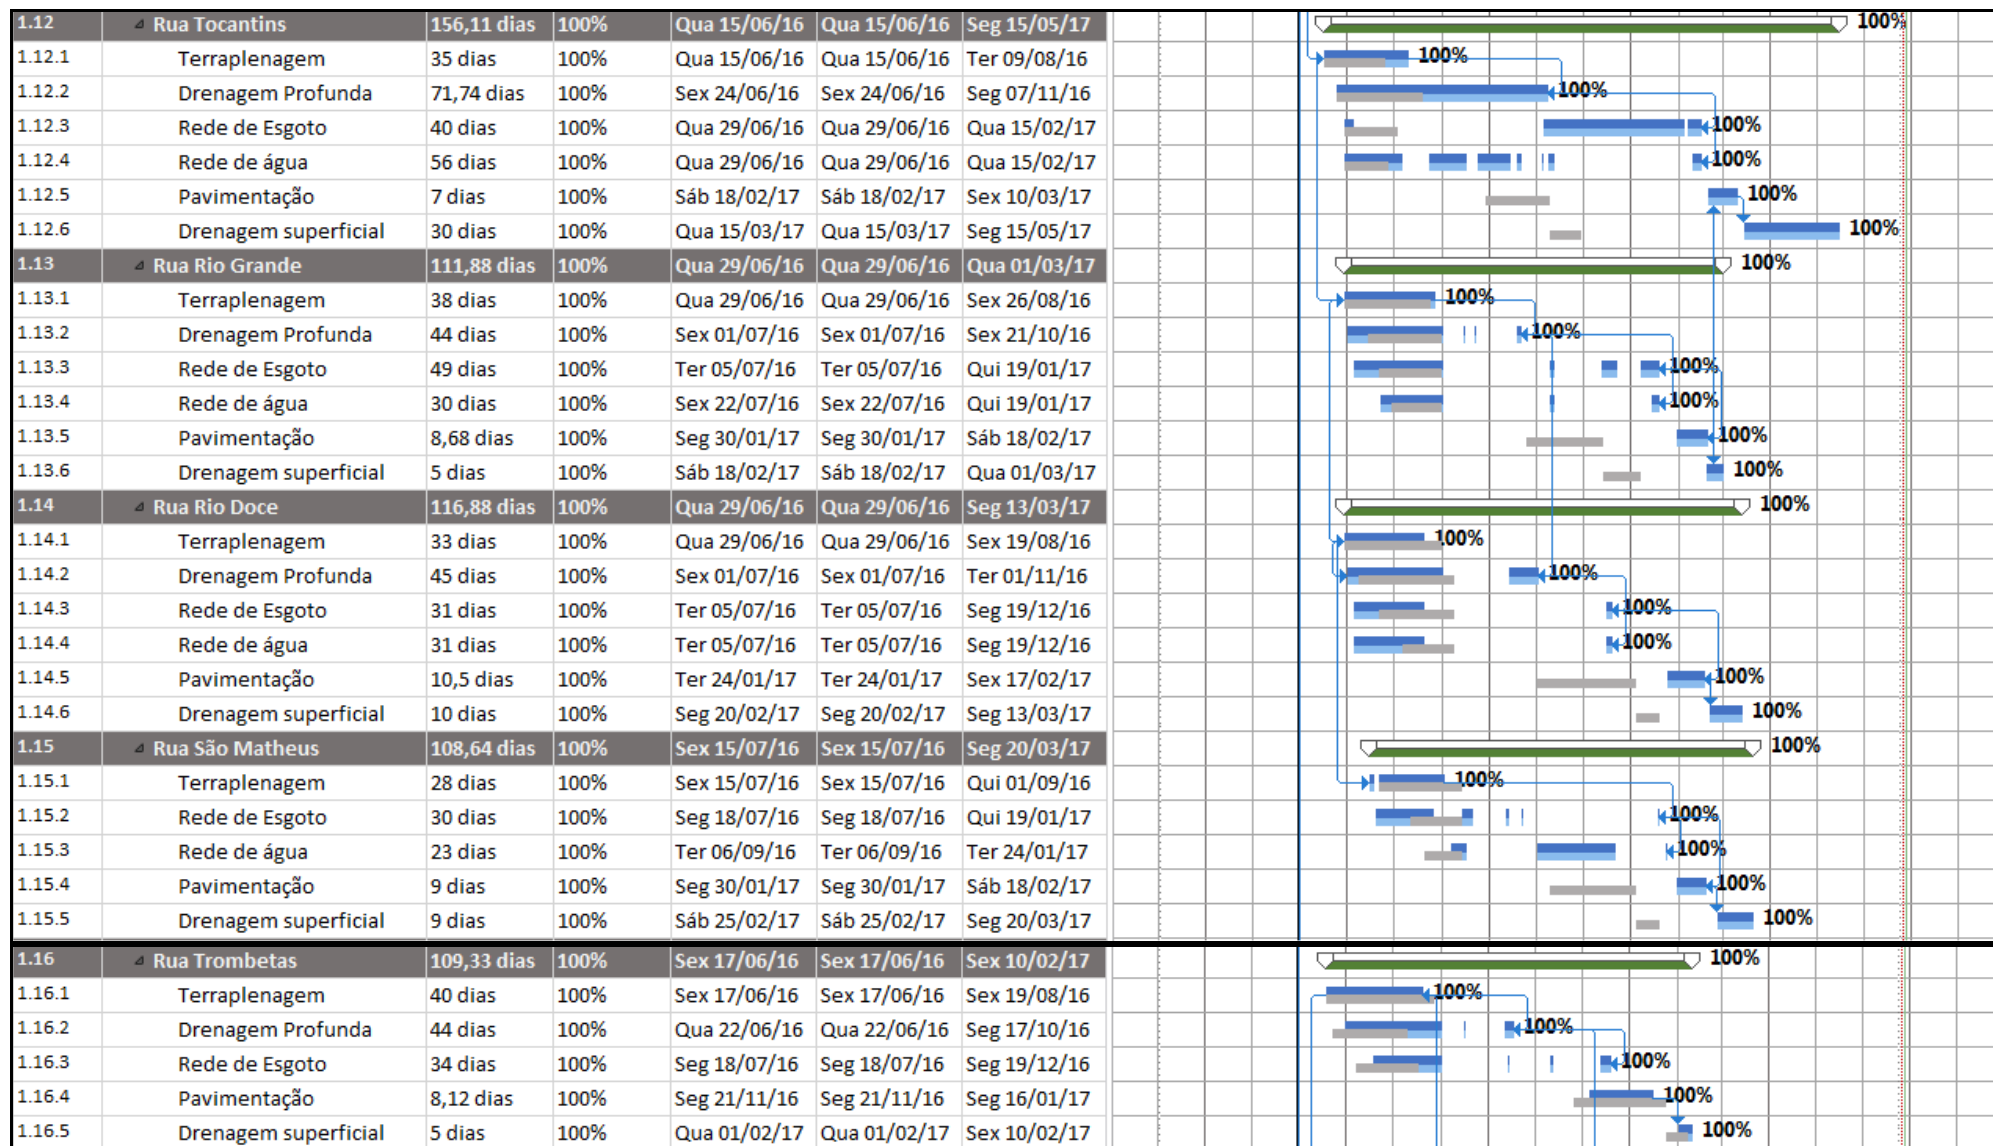 1.12 Rua Tocantins 156,11 dias 100% Qua 15/06/16 Qua 15/06/16 Seg 15/05/17 100%
1.12.1 Terraplenagem 35 dias 100% Qua 15/06/16 Qua 15/06/16 Ter 09/08/16 100%
1.12.2 Drenagem Profunda 71,74 dias 100% Sex 24/06/16 Sex 24/06/16 Seg 07/11/16 100%
1.12.3 Rede de Esgoto 40 dias 100% Qua 29/06/16 Qua 29/06/16 Qua 15/02/17 100%
1.12.4 Rede de água 56 dias 100% Qua 29/06/16 Qua 29/06/16 Qua 15/02/17 100%
1.12.5 Pavimentação 7 dias 100% Sáb 18/02/17 Sáb 18/02/17 Sex 10/03/17 100%
1.12.6 Drenagem superficial 30 dias 100% Qua 15/03/17 Qua 15/03/17 Seg 15/05/17 100%
1.13 Rua Rio Grande 111,88 dias 100% Qua 29/06/16 Qua 29/06/16 Qua 01/03/17 100%
1.13.1 Terraplenagem 38 dias 100% Qua 29/06/16 Qua 29/06/16 Sex 26/08/16 100%
1.13.2 Drenagem Profunda 44 dias 100% Sex 01/07/16 Sex 01/07/16 Sex 21/10/16 100%
1.13.3 Rede de Esgoto 49 dias 100% Ter 05/07/16 Ter 05/07/16 Qui 19/01/17 100%
1.13.4 Rede de água 30 dias 100% Sex 22/07/16 Sex 22/07/16 Qui 19/01/17 100%
1.13.5 Pavimentação 8,68 dias 100% Seg 30/01/17 Seg 30/01/17 Sáb 18/02/17 100%
1.13.6 Drenagem superficial 5 dias 100% Sáb 18/02/17 Sáb 18/02/17 Qua 01/03/17 100%
1.14 Rua Rio Doce 116,88 dias 100% Qua 29/06/16 Qua 29/06/16 Seg 13/03/17 100%
1.14.1 Terraplenagem 33 dias 100% Qua 29/06/16 Qua 29/06/16 Sex 19/08/16 100%
1.14.2 Drenagem Profunda 45 dias 100% Sex 01/07/16 Sex 01/07/16 Ter 01/11/16 100%
1.14.3 Rede de Esgoto 31 dias 100% Ter 05/07/16 Ter 05/07/16 Seg 19/12/16 100%
1.14.4 Rede de água 31 dias 100% Ter 05/07/16 Ter 05/07/16 Seg 19/12/16 100%
1.14.5 Pavimentação 10,5 dias 100% Ter 24/01/17 Ter 24/01/17 Sex 17/02/17 100%
1.14.6 Drenagem superficial 10 dias 100% Seg 20/02/17 Seg 20/02/17 Seg 13/03/17 100%
1.15 Rua São Matheus 108,64 dias 100% Sex 15/07/16 Sex 15/07/16 Seg 20/03/17 100%
1.15.1 Terraplenagem 28 dias 100% Sex 15/07/16 Sex 15/07/16 Qui 01/09/16 100%
1.15.2 Rede de Esgoto 30 dias 100% Seg 18/07/16 Seg 18/07/16 Qui 19/01/17 100%
1.15.3 Rede de água 23 dias 100% Ter 06/09/16 Ter 06/09/16 Ter 24/01/17 100%
1.15.4 Pavimentação 9 dias 100% Seg 30/01/17 Seg 30/01/17 Sáb 18/02/17 100%
1.15.5 Drenagem superficial 9 dias 100% Sáb 25/02/17 Sáb 25/02/17 Seg 20/03/17 100%
1.16 Rua Trombetas 109,33 dias 100% Sex 17/06/16 Sex 17/06/16 Sex 10/02/17 100%
1.16.1 Terraplenagem 40 dias 100% Sex 17/06/16 Sex 17/06/16 Sex 19/08/16 100%
1.16.2 Drenagem Profunda 44 dias 100% Qua 22/06/16 Qua 22/06/16 Seg 17/10/16 100%
1.16.3 Rede de Esgoto 34 dias 100% Seg 18/07/16 Seg 18/07/16 Seg 19/12/16 100%
1.16.4 Pavimentação 8,12 dias 100% Seg 21/11/16 Seg 21/11/16 Seg 16/01/17 100%
1.16.5 Drenagem superficial 5 dias 100% Qua 01/02/17 Qua 01/02/17 Sex 10/02/17 100%